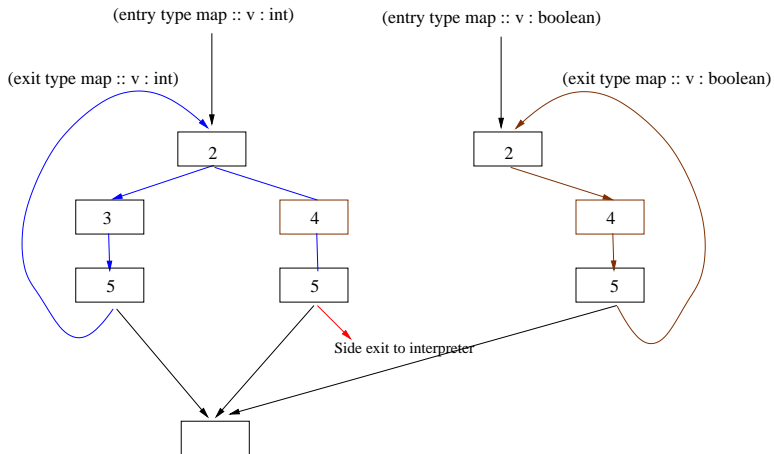 (entry type map :: v : int)
(entry type map :: v : boolean)
(exit type map :: v : int)
(exit type map :: v : boolean)
2
2
3
4
4
5
5
5
Side exit to interpreter